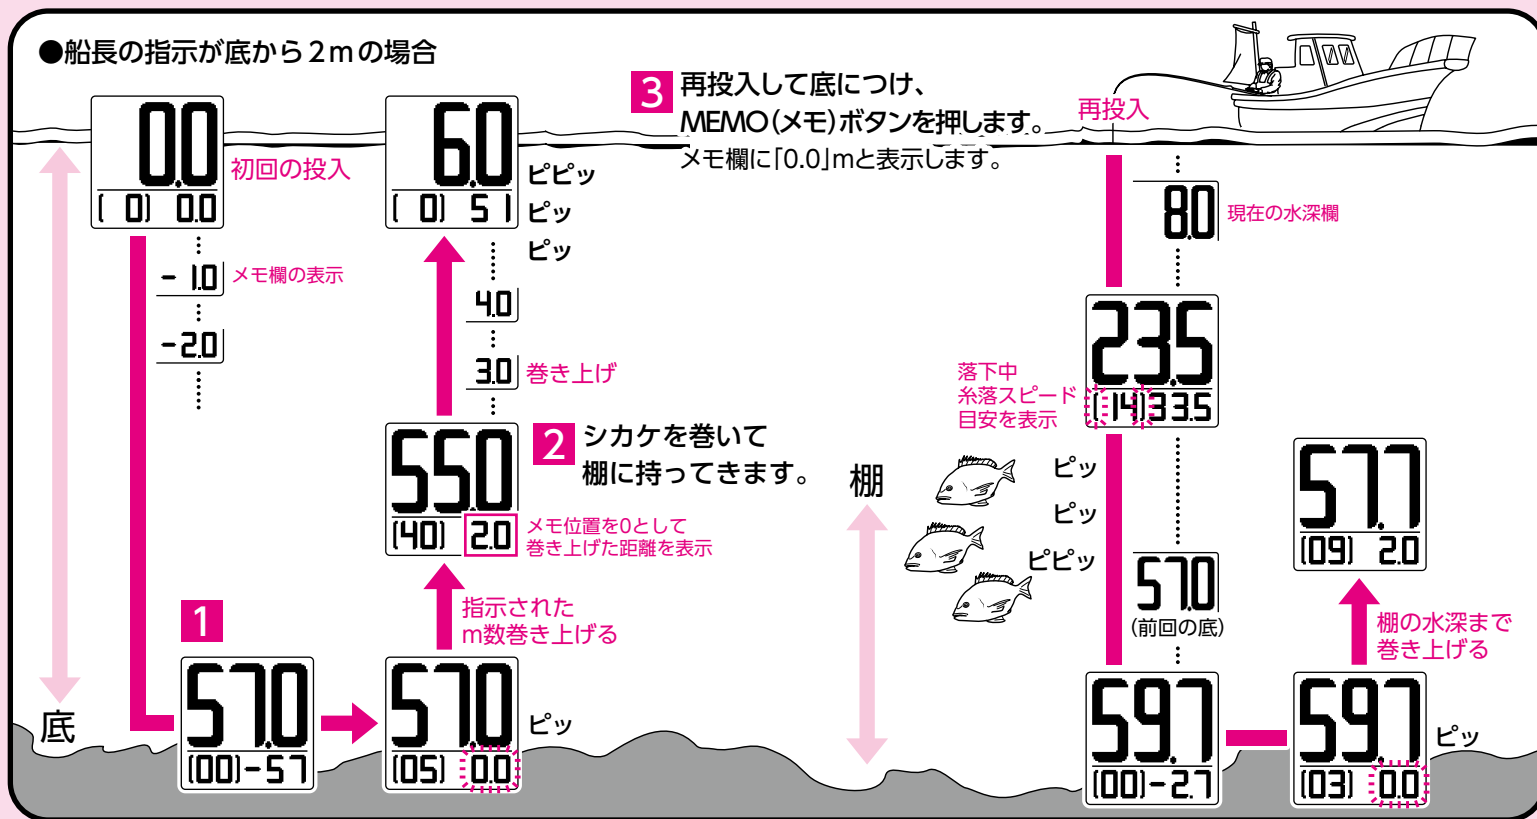 ●船長の指示が底から2mの場合
0.0
( 0) 0.0
初回の投入
- 1.0
メモ欄の表示
-2.0
底
1
57.0
(00)-57
57.0
(05) 0.0
ピッ
指示された
m数巻き上げる
55.0
(40) 2.0
メモ位置を0として
巻き上げた距離を表示
2 シカケを巻いて
棚に持ってきます。
3.0
巻き上げ
4.0
6.0
( 0) 51
ピピッ
ピッ
ピッ
3 再投入して底につけ、
MEMO(メモ)ボタンを押します。
メモ欄に「0.0」mと表示します。
再投入
8.0
現在の水深欄
23.5
(14)33.5
落下中
糸落スピード
目安を表示
棚
ピッ
ピッ
ピピッ
57.0
(前回の底)
59.7
(00)-2.7
59.7
(03) 0.0
ピッ
棚の水深まで
巻き上げる
57.7
(09) 2.0